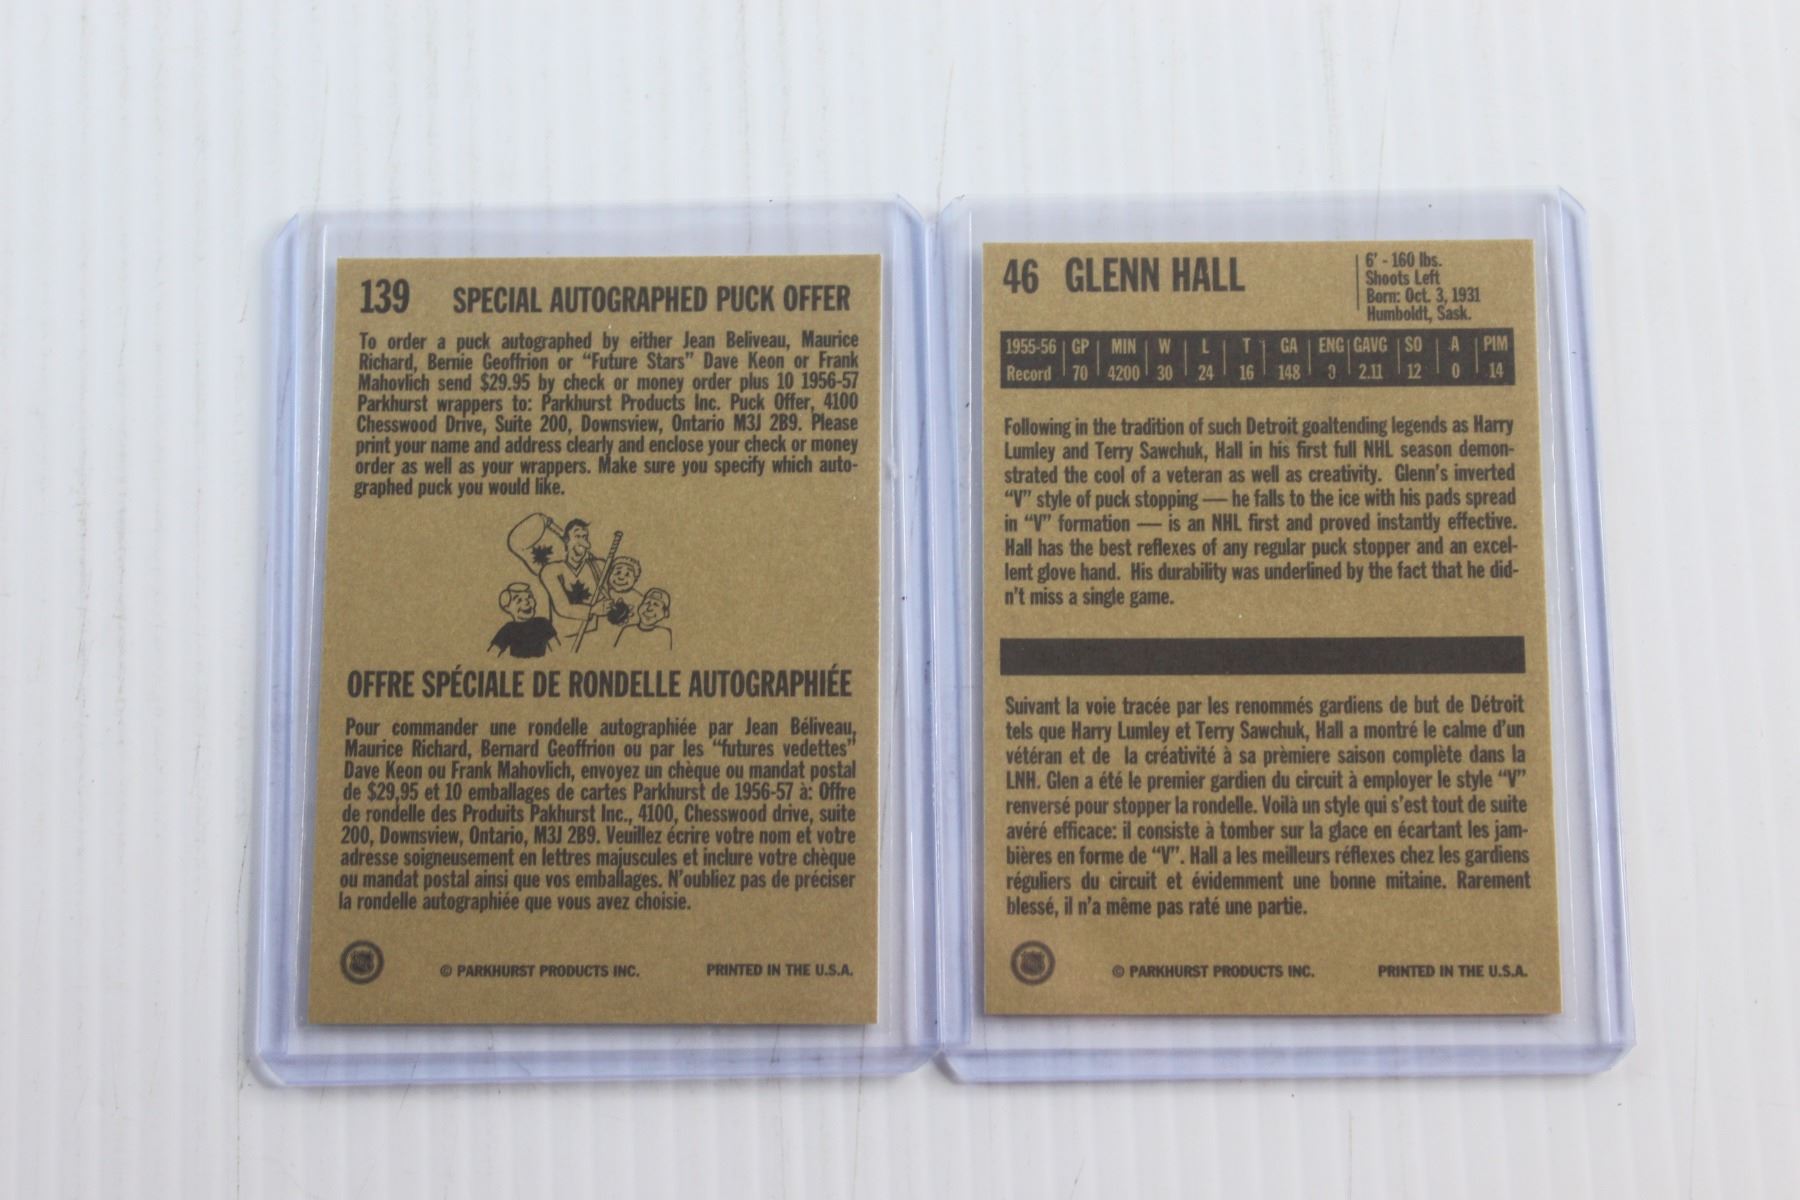 139 SPECIAL AUTOGRAPHED PUCK OFFER
To order a puck autographed by either Jean Beliveau, Maurice
Richard, Bernie Geoffrion or "Future Stars" Dave Keon or Frank
Mahovlich send $29.95 by check or money order plus 10 1956-57
Parkhurst wrappers to: Parkhurst Products Inc. Puck Offer, 4100
Chesswood Drive, Suite 200, Downsview, Ontario M3J 2B9. Please
print your name and address clearly and enclose your check or money
order as well as your wrappers. Make sure you specify which auto-
graphed puck you would like.
OFFRE SPÉCIALE DE RONDELLE AUTOGRAPHIÉE
Pour commander une rondelle autographiée par Jean Béliveau,
Maurice Richard, Bernard Geoffrion ou par les "futures vedettes"
Dave Keon ou Frank Mahovlich, envoyez un chèque ou mandat postal
de $29,95 et 10 emballages de cartes Parkhurst de 1956-57 à: Offre
de rondelle des Produits Pakhurst Inc., 4100, Chesswood drive, suite
200, Downsview, Ontario, M3J 2B9. Veuillez écrire votre nom et votre
adresse soigneusement en lettres majuscules et inclure votre chèque
ou mandat postal ainsi que vos emballages. N'oubliez pas de préciser
la rondelle autographiée que vous avez choisie.
© PARKHURST PRODUCTS INC. PRINTED IN THE U.S.A.
46 GLENN HALL
6' - 160 lbs.
Shoots Left
Born: Oct. 3, 1931
Humboldt, Sask.
1955-56 GP MIN W L T GA ENG GAVG SO A PIM
Record 70 4200 30 24 16 148 2.11 12 0 14
Following in the tradition of such Detroit goaltending legends as Harry
Lumley and Terry Sawchuk, Hall in his first full NHL season demon-
strated the cool of a veteran as well as creativity. Glenn's inverted
"V" style of puck stopping — he falls to the ice with his pads spread
in "V" formation — is an NHL first and proved instantly effective.
Hall has the best reflexes of any regular puck stopper and an excel-
lent glove hand. His durability was underlined by the fact that he did-
n't miss a single game.
Suivant la voie tracée par les renommés gardiens de but de Détroit
tels que Harry Lumley et Terry Sawchuk, Hall a montré le calme d'un
vétéran et de la créativité à sa prèmiere saison complète dans la
LNH. Glen a été le premier gardien du circuit à employer le style "V"
renversé pour stopper la rondelle. Voilà un style qui s'est tout de suite
avéré efficace: il consiste à tomber sur la glace en écartant les jam-
bières en forme de "V". Hall a les meilleurs réflexes chez les gardiens
réguliers du circuit et évidemment une bonne mitaine. Rarement
blessé, il n'a même pas raté une partie.
© PARKHURST PRODUCTS INC. PRINTED IN THE U.S.A.